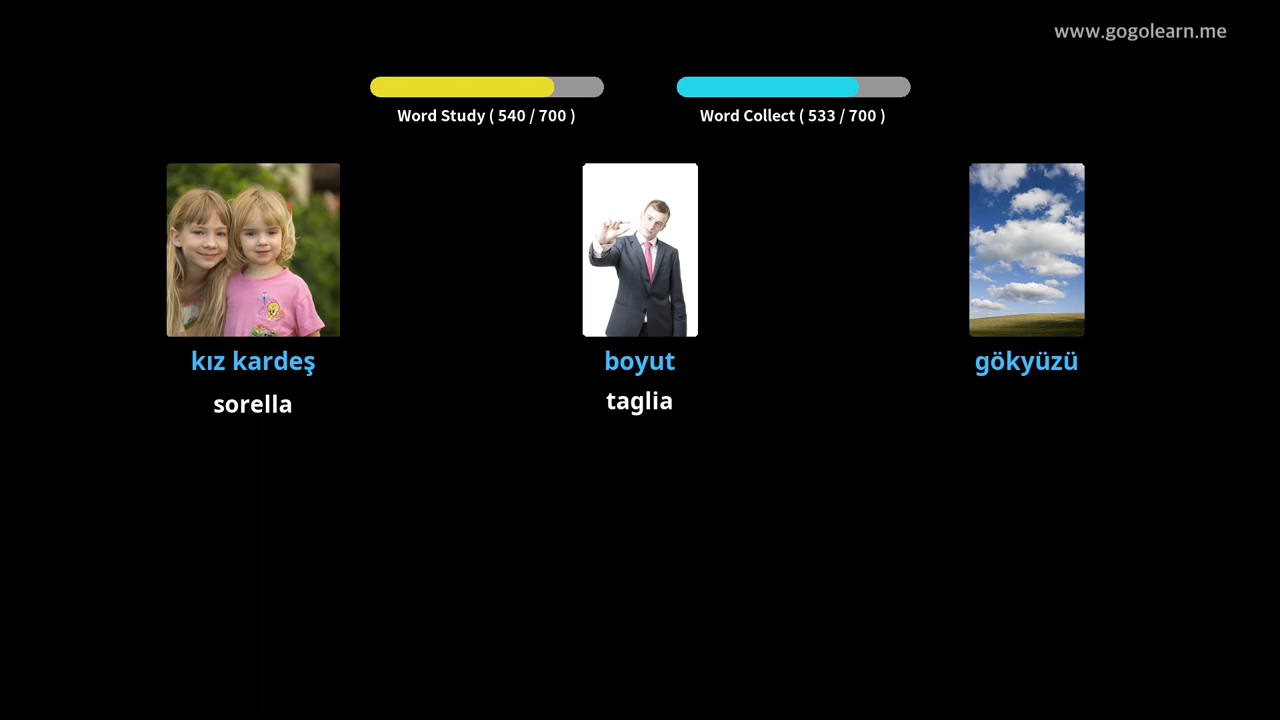 www.gogolearn.me
Word Study ( 540 / 700 )
Word Collect ( 533 / 700 )
kız kardeş
boyut
gökyüzü
sorella
taglia